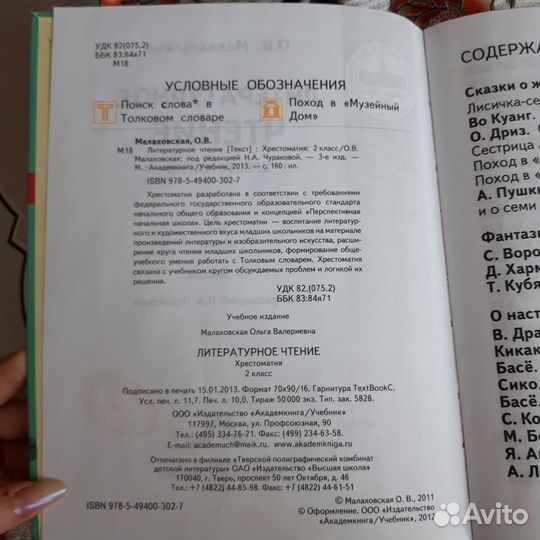 УДК 82(075.2)
ББК 83:84я71
М18
УСЛОВНЫЕ ОБОЗНАЧЕНИЯ
Поиск слова* в
Толковом словаре
Поход в «Музейный
Дом»
Малаховская, О.В.
М18 Литературное чтение [Текст] : Хрестоматия: 2 класс/О.В.
Малаховская; под редакцией Н.А. Чураковой. — 3-е изд. —
М. : Академкнига/Учебник, 2013. — с. 160 : ил.
ISBN 978-5-49400-302-7
Хрестоматия разработана в соответствии с требованиями
федерального государственного образовательного стандарта
начального общего образования и концепцией «Перспективная
начальная школа». Цель хрестоматии — воспитание литератур-
ного и художественного вкуса младших школьников на материале
произведений литературы и изобразительного искусства, расши-
рение круга чтения младших школьников, формирование обще-
учебного умения работать с Толковым словарем. Хрестоматия
связана с учебником кругом обсуждаемых проблем и логикой их
решения.
УДК 82.(075.2)
ББК 83:84я71
Учебное издание
Малаховская Ольга Валериевна
ЛИТЕРАТУРНОЕ ЧТЕНИЕ
Хрестоматия
2 класс
Подписано в печать 15.01.2013. Формат 70х90/16. Гарнитура TextBookC.
Усл. печ. л. 11,7. Печ. л. 10,0. Тираж 50 000 экз. Тип. зак. 5828.
ООО «Издательство «Академкнига/Учебник»
117997, Москва, ул. Профсоюзная, 90
Тел.: (495) 334-76-21. Факс: (499) 234-63-58.
E-mail: academuch@maik.ru. www.akademkniga.ru
Отпечатано в филиале «Тверской полиграфический комбинат
детской литературы» ОАО «Издательство «Высшая школа»
170040, г. Тверь, проспект 50 лет Октября, д. 46
Тел.: +7 (4822) 44-85-98. Факс: +7 (4822) 44-61-51
© Малаховская О. В., 2011
© Оформление. ООО «Издательство
«Академкнига/Учебник», 2012
ISBN 978-5-49400-302-7
СОДЕРЖА
Сказки о ж
Лисичка-се
Во Куанг.
О. Дриз.
Сестрица
Поход в
Поход в «
А. Пушки
и о семи
Фантази
С. Воро
Д. Харм
Т. Кубя
О наст
В. Дра
Кикак
Басё.
Сико
Басё.
С. Ко
М. Бо
Я. Ак
А. Л
Avito